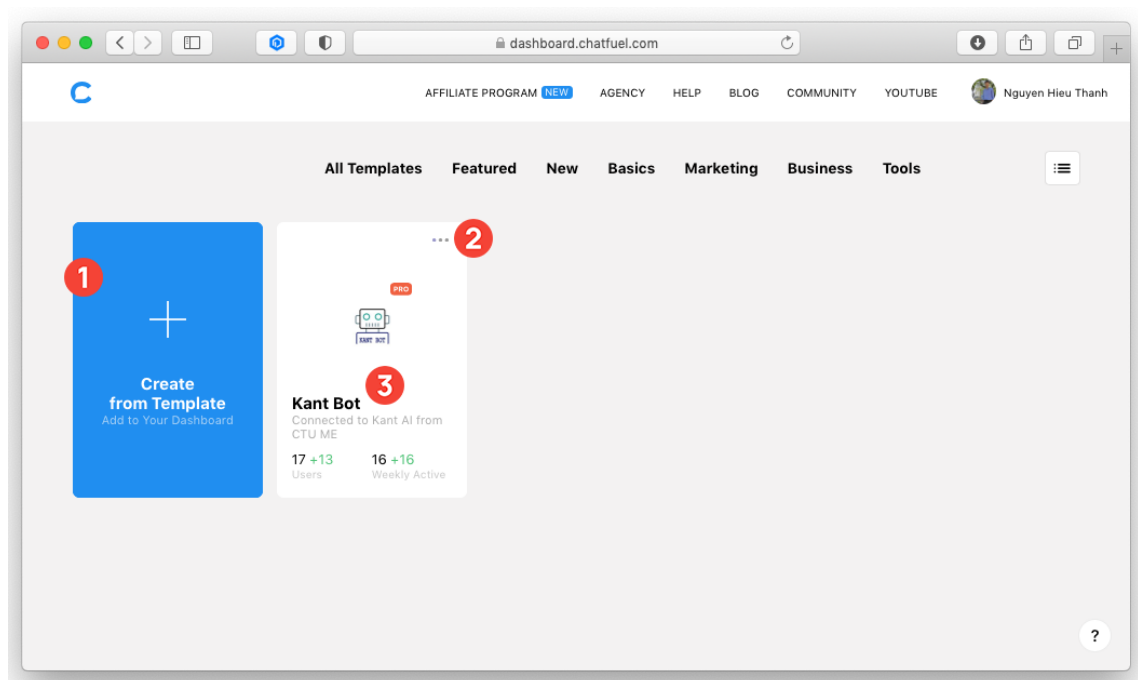 dashboard.chatfuel.com
AFFILIATE PROGRAM NEW AGENCY HELP BLOG COMMUNITY YOUTUBE Nguyen Hieu Thanh
All Templates Featured New Basics Marketing Business Tools
1
Create
from Template
Add to Your Dashboard
2
PRO
KANT BOT
3
Kant Bot
Connected to Kant AI from
CTU ME
17 +13 16 +16
Users Weekly Active
?